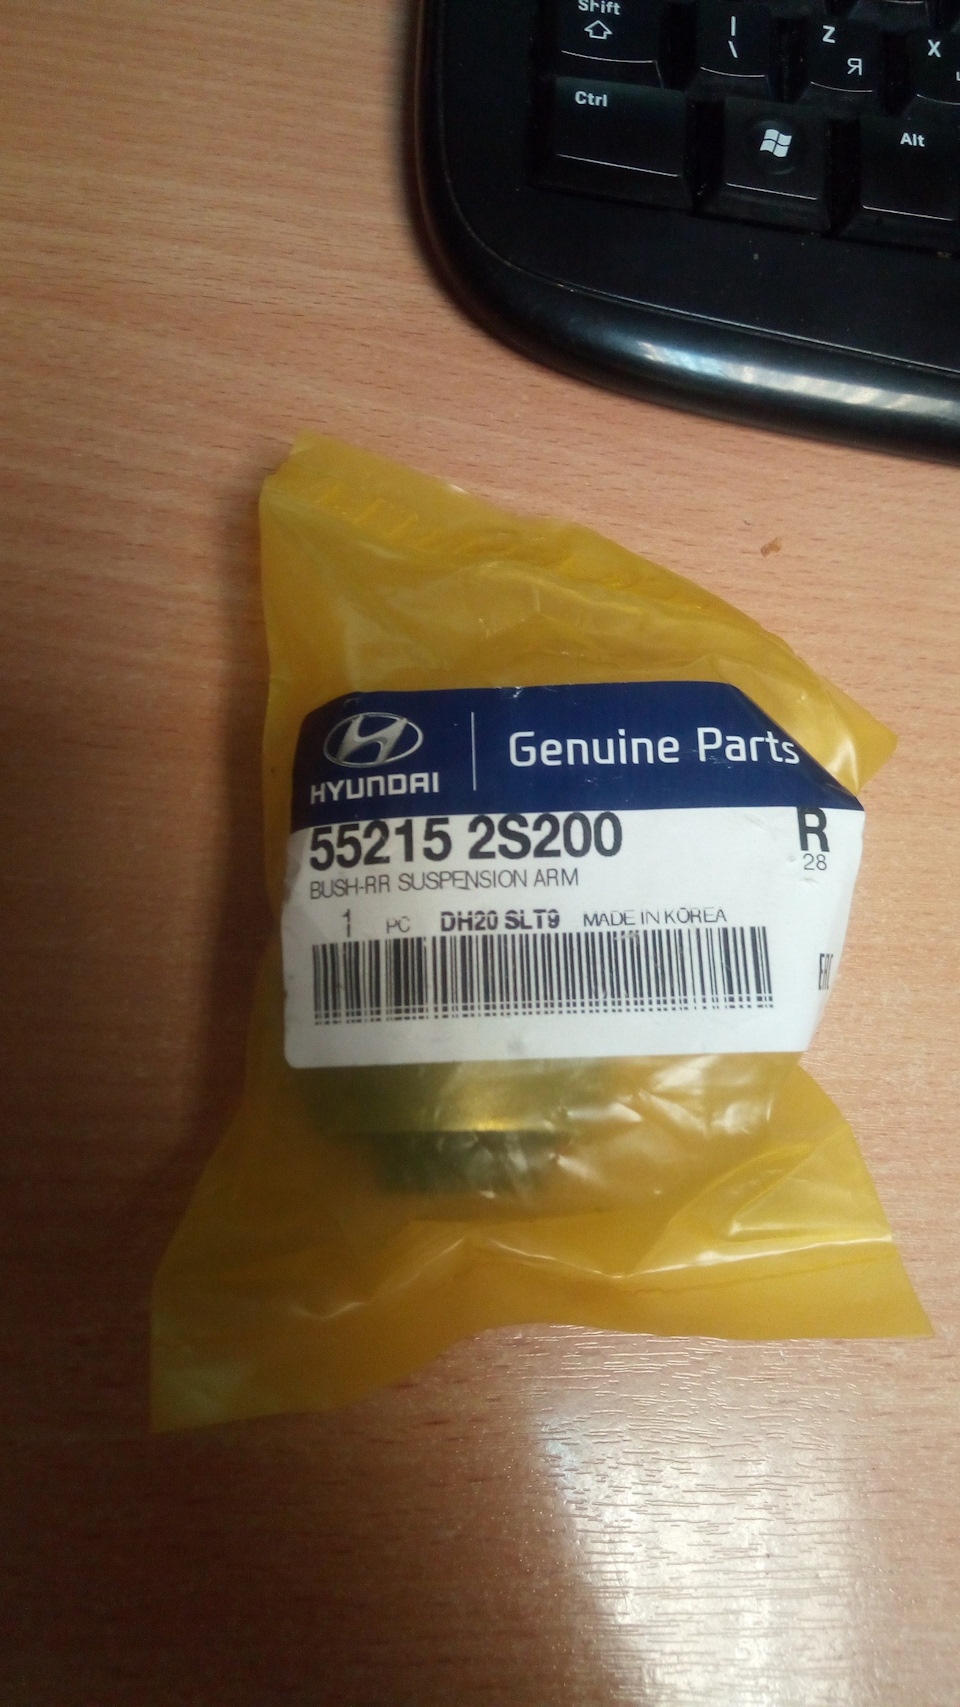 Shift
|
\
Z
Я
X
Ctrl
Alt
HYUNDAI
Genuine Parts
55215 2S200
R
28
BUSH-RR SUSPENSION ARM
1 PC DH20 SLT9 MADE IN KOREA